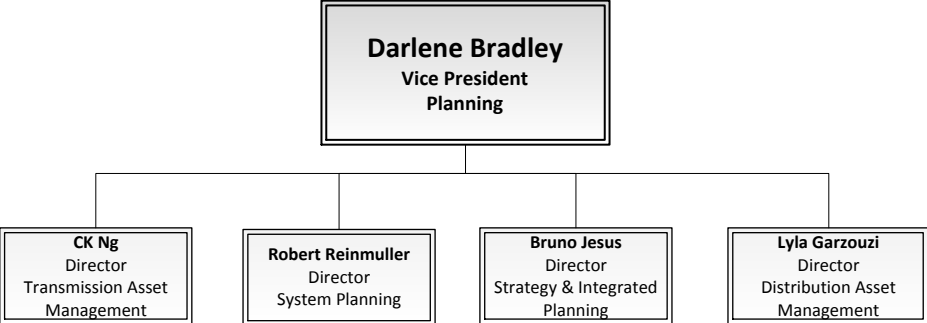 Darlene Bradley
Vice President
Planning
CK Ng
Director
Transmission Asset
Management
Robert Reinmuller
Director
System Planning
Bruno Jesus
Director
Strategy & Integrated
Planning
Lyla Garzouzi
Director
Distribution Asset
Management